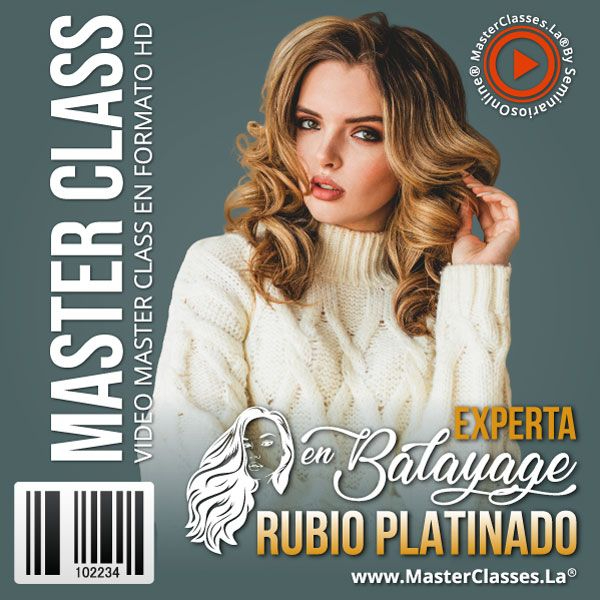 MASTER CLASS
VIDEO MASTER CLASS EN FORMATO HD
MasterClasses.La® By SeminariosOnline®
EXPERTA
en Balayage
RUBIO PLATINADO
102234
www.MasterClasses.La®